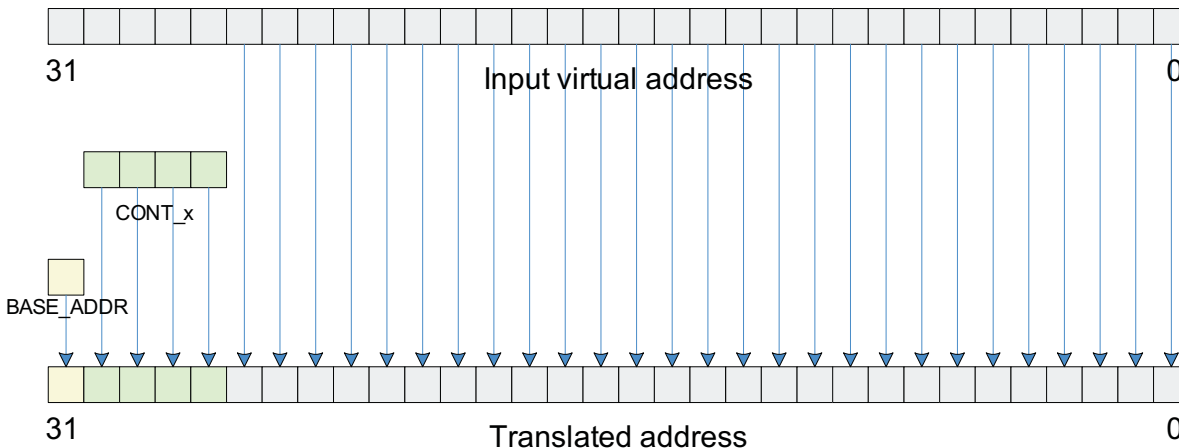 31
Input virtual address
0
CONT_x
BASE_ADDR
31
Translated address
0